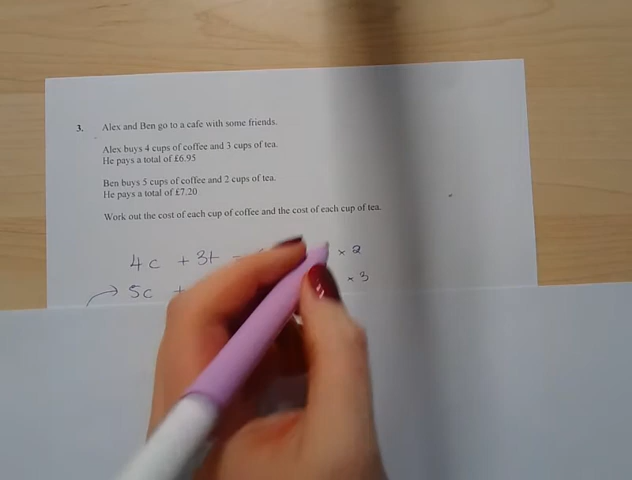 3. Alex and Ben go to a cafe with some friends.
Alex buys 4 cups of coffee and 3 cups of tea.
He pays a total of £6.95
Ben buys 5 cups of coffee and 2 cups of tea.
He pays a total of £7.20
Work out the cost of each cup of coffee and the cost of each cup of tea.
4c + 3t = × 2
→ 5c + × 3